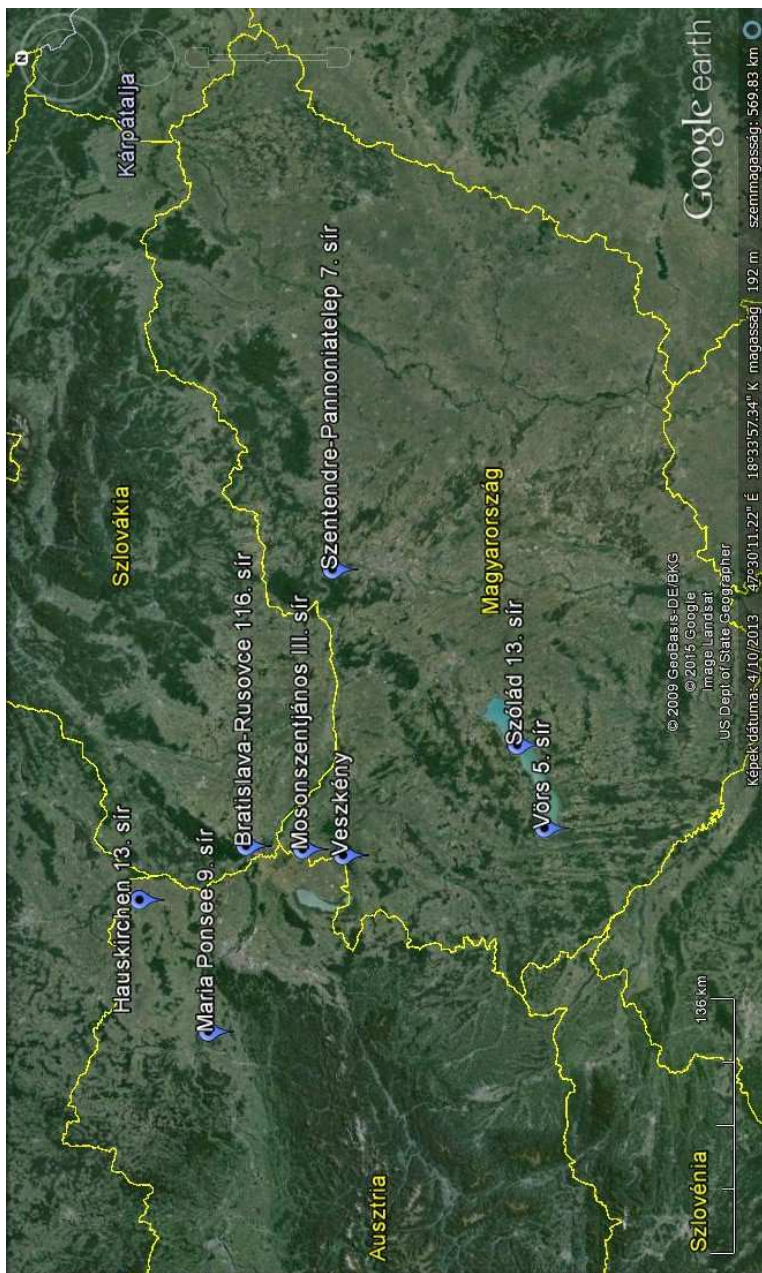 N
Kárpátalja
Szlovákia
Hauskirchen 13. sír
Maria Ponsee 9. sír
Bratislava-Rusovce 116. sír
Mosonszentjános III. sír
Szentendre-Pannoniatelep 7. sír
Veszkény
Magyarország
Szólád 13. sír
Vörs 5. sír
Ausztria
Szlovénia
136 km
© 2009 GeoBasis-DE/BKG
© 2015 Google
Image Landsat
US Dept of State Geographer
Google earth
Képek dátuma: 4/10/2013 47°30'11.22" É 18°33'57.34" K magasság 192 m szemmagasság: 569.83 km